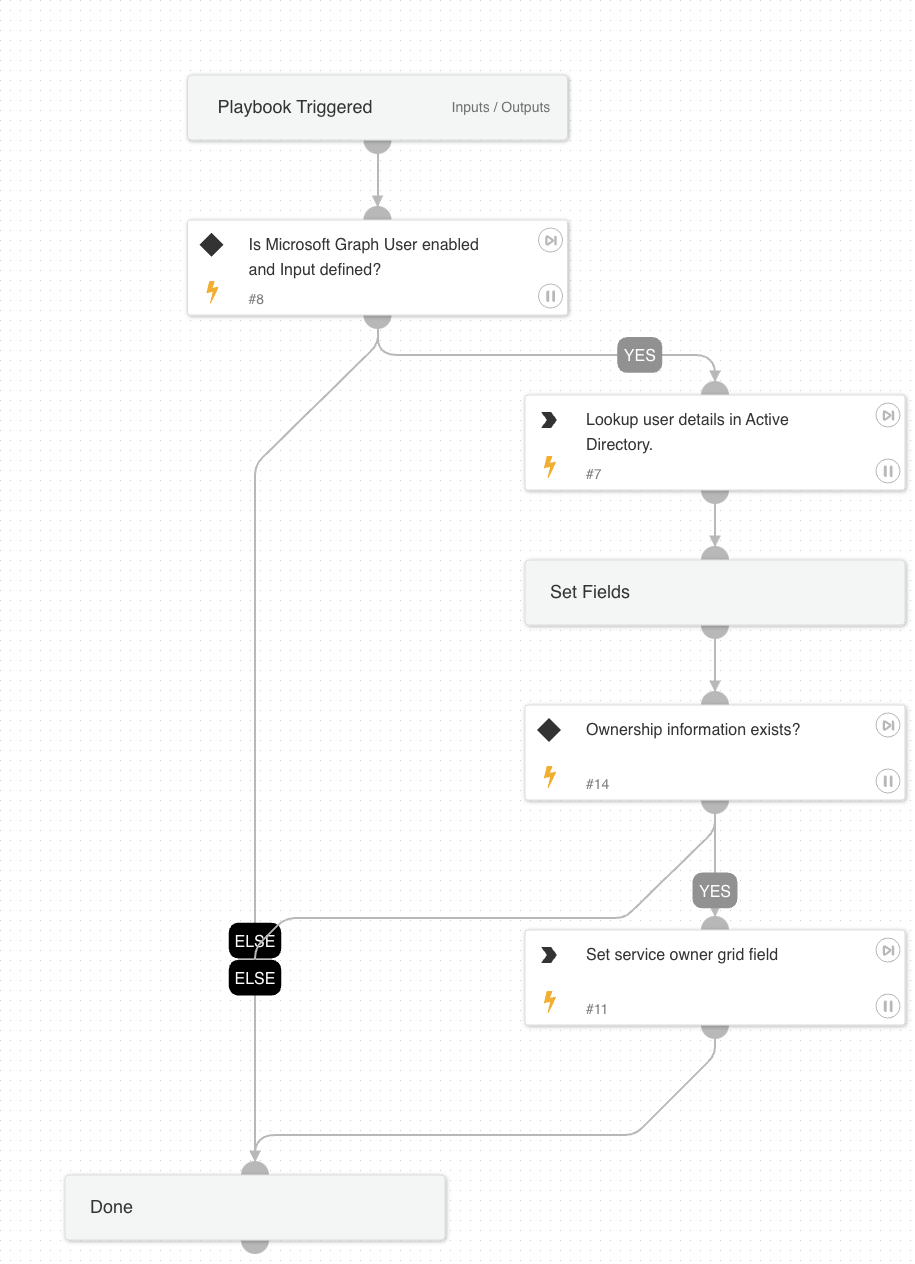 Playbook Triggered
Inputs / Outputs
Is Microsoft Graph User enabled
and Input defined?
#8
YES
Lookup user details in Active
Directory.
#7
Set Fields
Ownership information exists?
#14
YES
ELSE
ELSE
Set service owner grid field
#11
Done